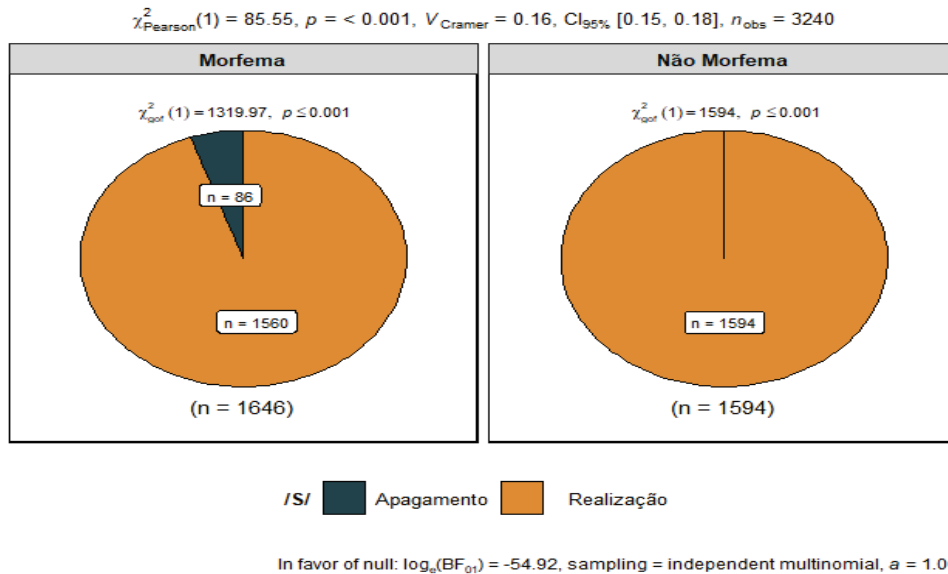 χ²Pearson(1) = 85.55, p = < 0.001, V Cramer = 0.16, CI95% [0.15, 0.18], nobs = 3240
Morfema
Não Morfema
χ²gof (1) = 1319.97, p ≤ 0.001
χ²gof (1) = 1594, p ≤ 0.001
n = 86
n = 1560
n = 1594
(n = 1646)
(n = 1594)
/S/ Apagamento Realização
In favor of null: loge(BF01) = -54.92, sampling = independent multinomial, a = 1.0